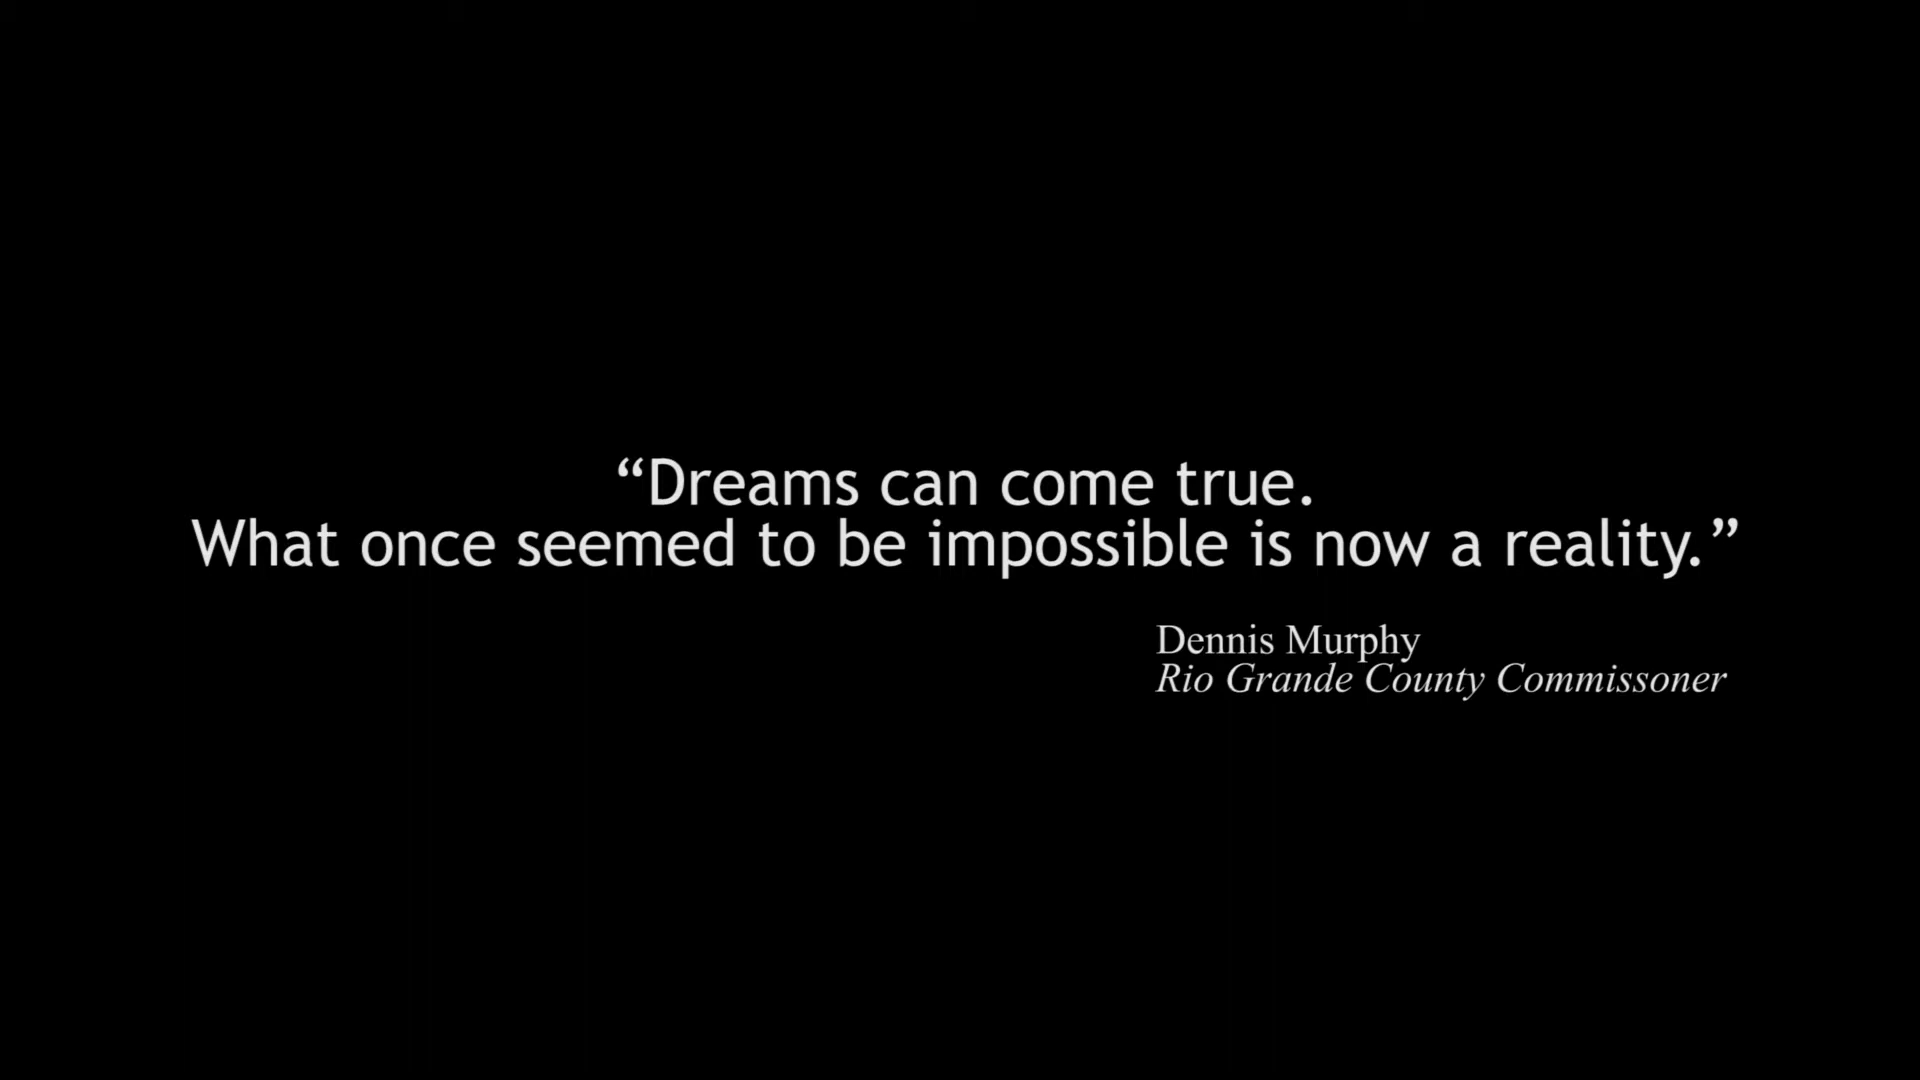 “Dreams can come true.
What once seemed to be impossible is now a reality.”
Dennis Murphy
Rio Grande County Commissoner